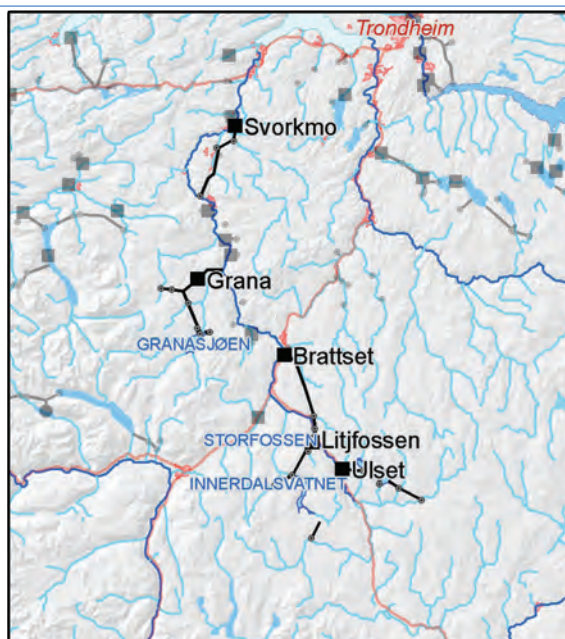 Trondheim
Svorkmo
Grana
GRANASJØEN
Brattset
STORFOSSEN
Litjfossen
INNERDALSVATNET
Ulset